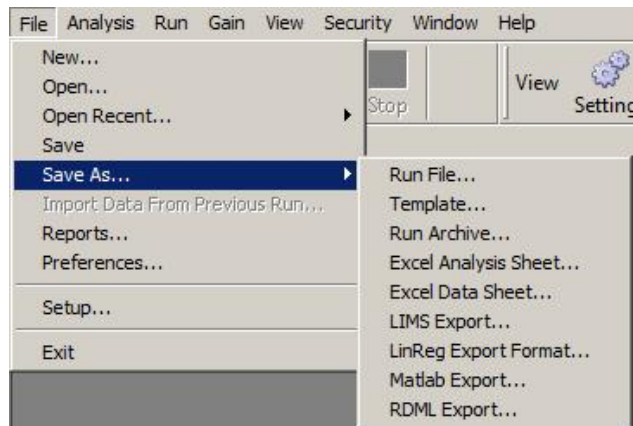 File Analysis Run Gain View Security Window Help
New...
Open...
Open Recent...
Save
Save As...
Import Data From Previous Run...
Reports...
Preferences...
Setup...
Exit
Stop
View
Setting
Run File...
Template...
Run Archive...
Excel Analysis Sheet...
Excel Data Sheet...
LIMS Export...
LinReg Export Format...
Matlab Export...
RDML Export...